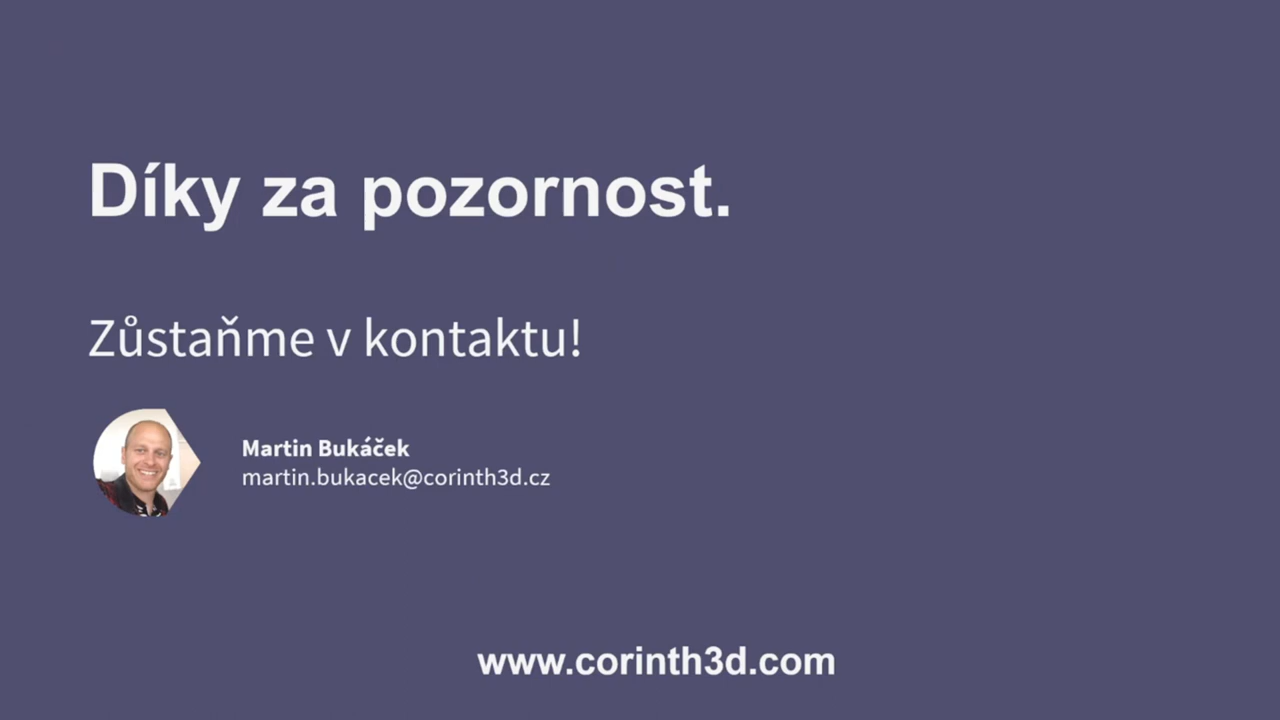 Díky za pozornost.
Zůstaňme v kontaktu!
Martin Bukáček
martin.bukacek@corinth3d.cz
www.corinth3d.com